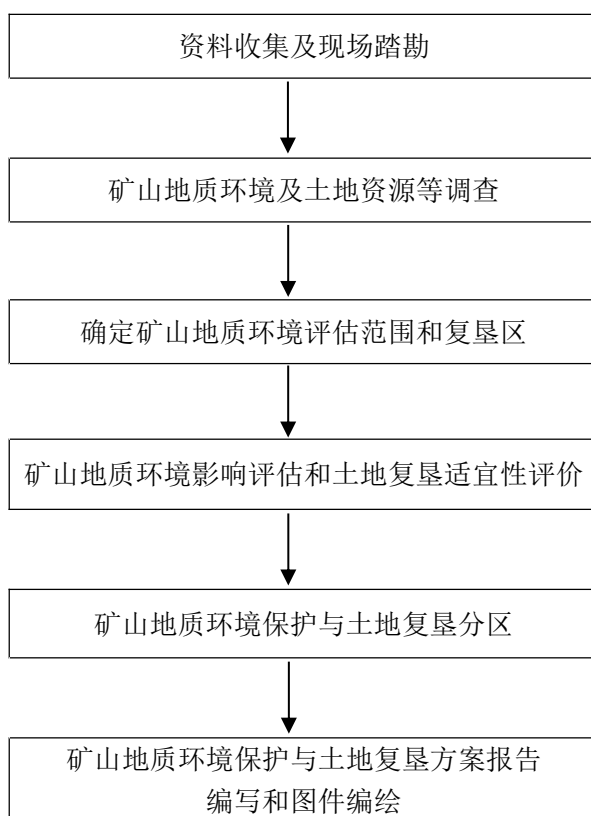 资料收集及现场踏勘
矿山地质环境及土地资源等调查
确定矿山地质环境评估范围和复垦区
矿山地质环境影响评估和土地复垦适宜性评价
矿山地质环境保护与土地复垦分区
矿山地质环境保护与土地复垦方案报告
编写和图件编绘